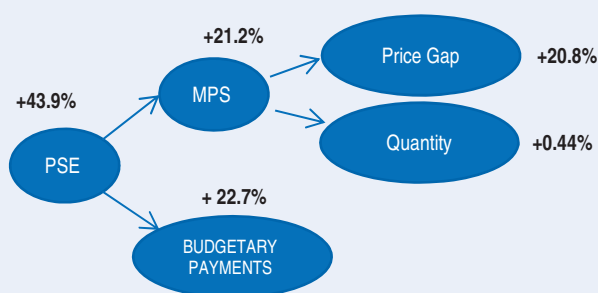 +21.2%
Price Gap
+20.8%
+43.9%
MPS
Quantity
+0.44%
PSE
+ 22.7%
BUDGETARY
PAYMENTS